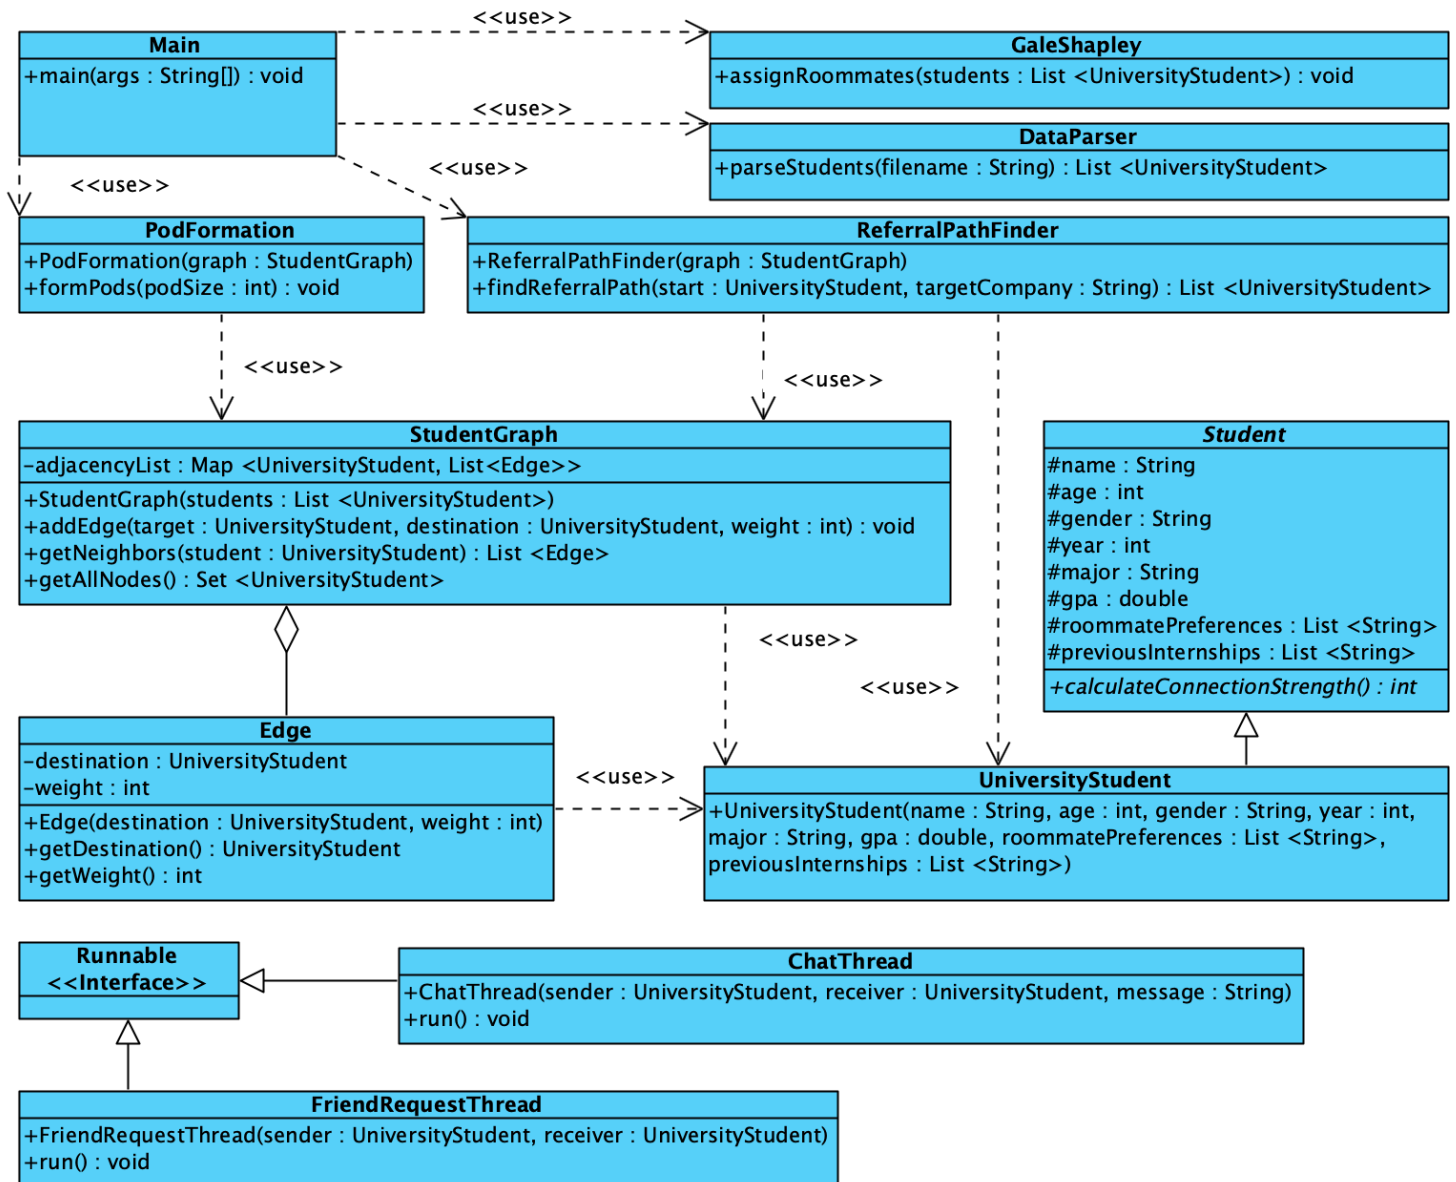 <<use>>
Main
+main(args : String[]) : void
GaleShapley
+assignRoommates(students : List <UniversityStudent>) : void
<<use>>
DataParser
+parseStudents(filename : String) : List <UniversityStudent>
<<use>>
<<use>>
PodFormation
+PodFormation(graph : StudentGraph)
+formPods(podSize : int) : void
ReferralPathFinder
+ReferralPathFinder(graph : StudentGraph)
+findReferralPath(start : UniversityStudent, targetCompany : String) : List <UniversityStudent>
<<use>>
<<use>>
StudentGraph
-adjacencyList : Map <UniversityStudent, List<Edge>>
+StudentGraph(students : List <UniversityStudent>)
+addEdge(target : UniversityStudent, destination : UniversityStudent, weight : int) : void
+getNeighbors(student : UniversityStudent) : List <Edge>
+getAllNodes() : Set <UniversityStudent>
Student
#name : String
#age : int
#gender : String
#year : int
#major : String
#gpa : double
#roommatePreferences : List <String>
#previousInternships : List <String>
+calculateConnectionStrength() : int
<<use>>
<<use>>
Edge
-destination : UniversityStudent
-weight : int
+Edge(destination : UniversityStudent, weight : int)
+getDestination() : UniversityStudent
+getWeight() : int
<<use>>
UniversityStudent
+UniversityStudent(name : String, age : int, gender : String, year : int,
major : String, gpa : double, roommatePreferences : List <String>,
previousInternships : List <String>)
Runnable
<<Interface>>
ChatThread
+ChatThread(sender : UniversityStudent, receiver : UniversityStudent, message : String)
+run() : void
FriendRequestThread
+FriendRequestThread(sender : UniversityStudent, receiver : UniversityStudent)
+run() : void